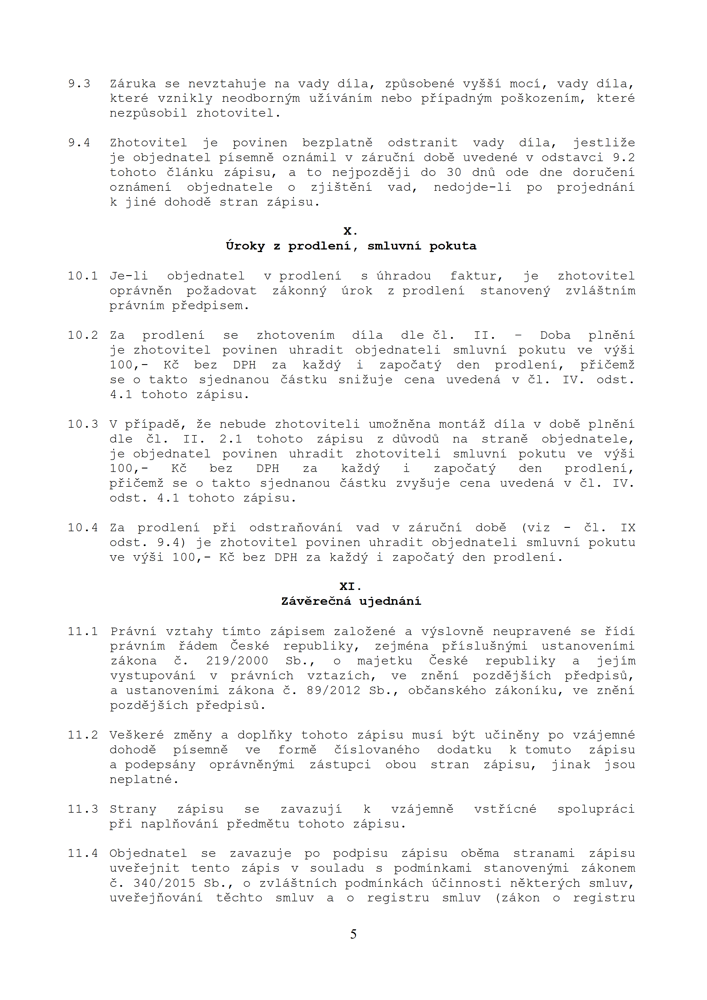 9.3 Záruka se nevztahuje na vady díla, způsobené vyšší mocí, vady díla,
které vznikly neodborným užíváním nebo případným poškozením, které
nezpůsobil zhotovitel.
9.4 Zhotovitel je povinen bezplatně odstranit vady díla, jestliže
je objednatel písemně oznámil v záruční době uvedené v odstavci 9.2
tohoto článku zápisu, a to nejpozději do 30 dnů ode dne doručení
oznámení objednatele o zjištění vad, nedojde-li po projednání
k jiné dohodě stran zápisu.
X.
Úroky z prodlení, smluvní pokuta
10.1 Je-li objednatel v prodlení s úhradou faktur, je zhotovitel
oprávněn požadovat zákonný úrok z prodlení stanovený zvláštním
právním předpisem.
10.2 Za prodlení se zhotovením díla dle čl. II. – Doba plnění
je zhotovitel povinen uhradit objednateli smluvní pokutu ve výši
100,- Kč bez DPH za každý i započatý den prodlení, přičemž
se o takto sjednanou částku snižuje cena uvedená v čl. IV. odst.
4.1 tohoto zápisu.
10.3 V případě, že nebude zhotoviteli umožněna montáž díla v době plnění
dle čl. II. 2.1 tohoto zápisu z důvodů na straně objednatele,
je objednatel povinen uhradit zhotoviteli smluvní pokutu ve výši
100,- Kč bez DPH za každý i započatý den prodlení,
přičemž se o takto sjednanou částku zvyšuje cena uvedená v čl. IV.
odst. 4.1 tohoto zápisu.
10.4 Za prodlení při odstraňování vad v záruční době (viz - čl. IX
odst. 9.4) je zhotovitel povinen uhradit objednateli smluvní pokutu
ve výši 100,- Kč bez DPH za každý i započatý den prodlení.
XI.
Závěrečná ujednání
11.1 Právní vztahy tímto zápisem založené a výslovně neupravené se řídí
právním řádem České republiky, zejména příslušnými ustanoveními
zákona č. 219/2000 Sb., o majetku České republiky a jejím
vystupování v právních vztazích, ve znění pozdějších předpisů,
a ustanoveními zákona č. 89/2012 Sb., občanského zákoníku, ve znění
pozdějších předpisů.
11.2 Veškeré změny a doplňky tohoto zápisu musí být učiněny po vzájemné
dohodě písemně ve formě číslovaného dodatku k tomuto zápisu
a podepsány oprávněnými zástupci obou stran zápisu, jinak jsou
neplatné.
11.3 Strany zápisu se zavazují k vzájemně vstřícné spolupráci
při naplňování předmětu tohoto zápisu.
11.4 Objednatel se zavazuje po podpisu zápisu oběma stranami zápisu
uveřejnit tento zápis v souladu s podmínkami stanovenými zákonem
č. 340/2015 Sb., o zvláštních podmínkách účinnosti některých smluv,
uveřejňování těchto smluv a o registru smluv (zákon o registru
5